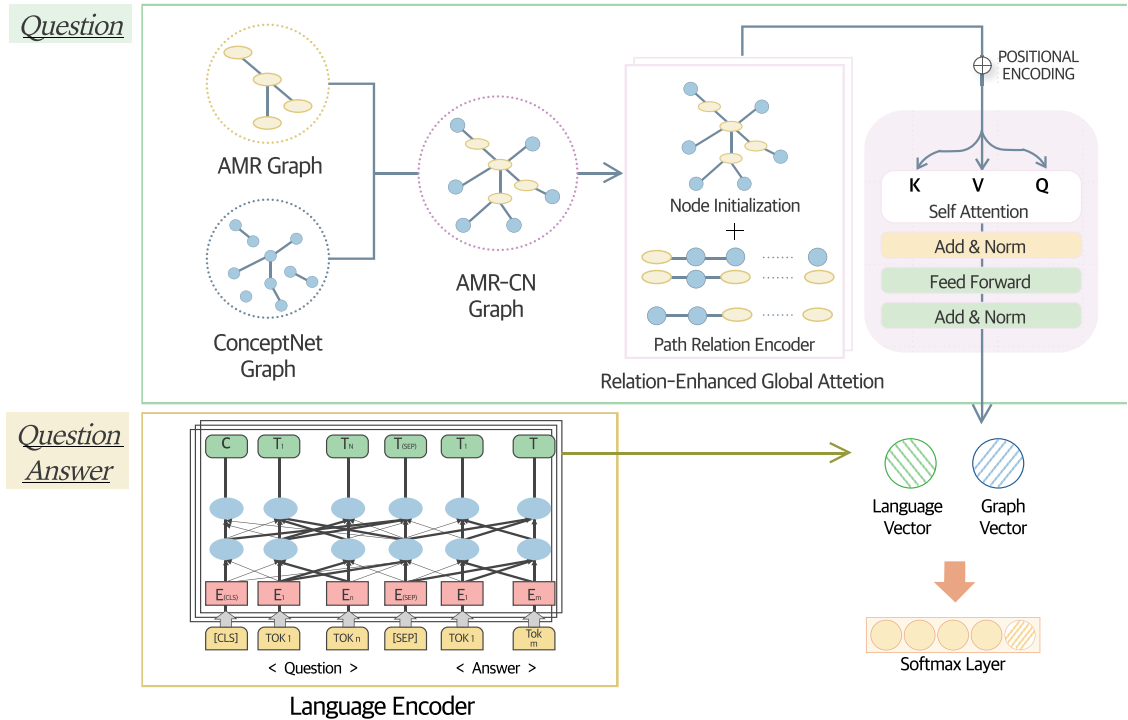 Question
AMR Graph
ConceptNet
Graph
AMR-CN
Graph
Node Initialization
+
Path Relation Encoder
Relation-Enhanced Global Attetion
POSITIONAL
ENCODING
K V Q
Self Attention
Add & Norm
Feed Forward
Add & Norm
Question
Answer
C T1 TN T(SEP) T1 T
E(CLS) E1 En E(SEP) E1 Em
[CLS] TOK 1 TOK n [SEP] TOK 1 Tok
m
< Question > < Answer >
Language Encoder
Language
Vector
Graph
Vector
Softmax Layer